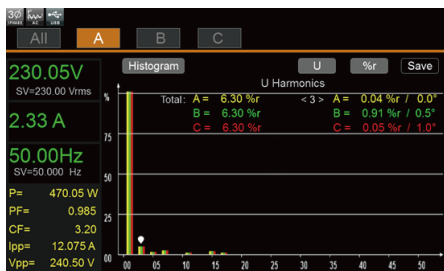 3Ø
PHASE AC USB
All A B C
230.05V
SV=230.00 Vrms
2.33 A
50.00Hz
SV=50.000 Hz
P= 470.05 W
PF= 0.985
CF= 3.20
Ipp= 12.075 A
Vpp= 240.50 V
Histogram U %r Save
U Harmonics
% Total: A = 6.30 %r < 3 > A = 0.04 %r / 0.0°
B = 6.30 %r B = 0.91 %r / 0.5°
C = 6.30 %r C = 0.05 %r / 1.0°
75
50
25
00
00 05 10 15 20 25 30 35 40 45 50